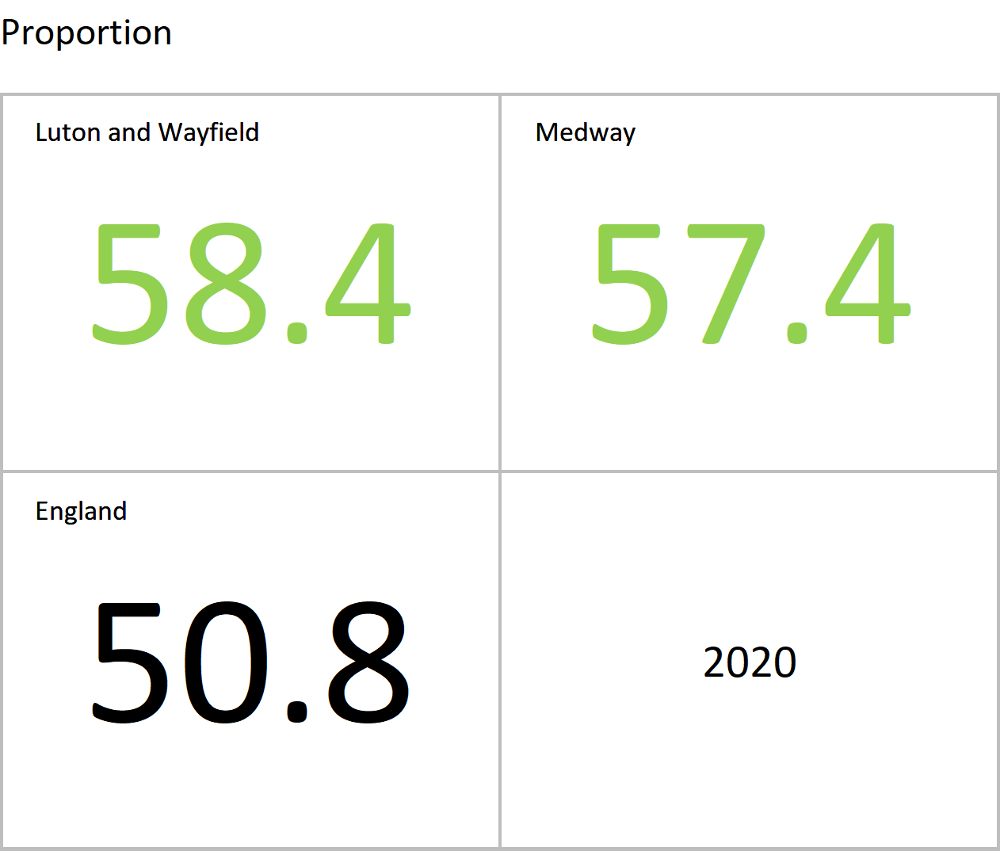 Proportion
Luton and Wayfield
58.4
Medway
57.4
England
50.8
2020